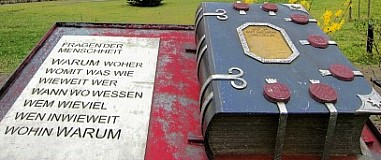 FRAGEN DER
MENSCHHEIT
WARUM WOHER
WOMIT WAS WIE
WIEWEIT WER
WANN WO WESSEN
WEM WIEVIEL
WEN INWIEWEIT
WOHIN WARUM